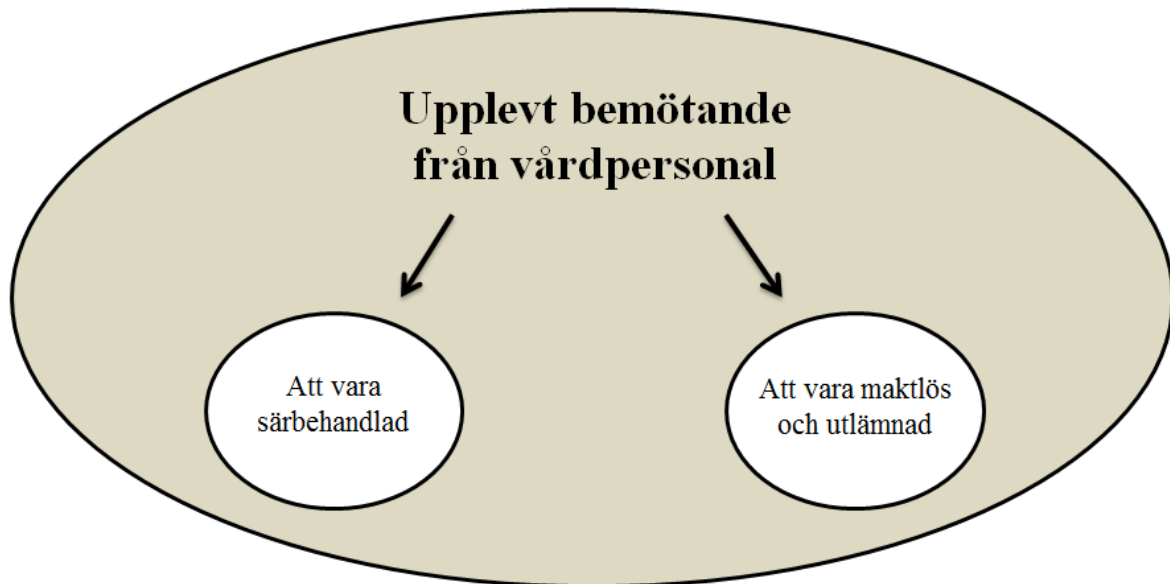 Upplevt bemötande
från vårdpersonal
Att vara
särbehandlad
Att vara maktlös
och utlämnad